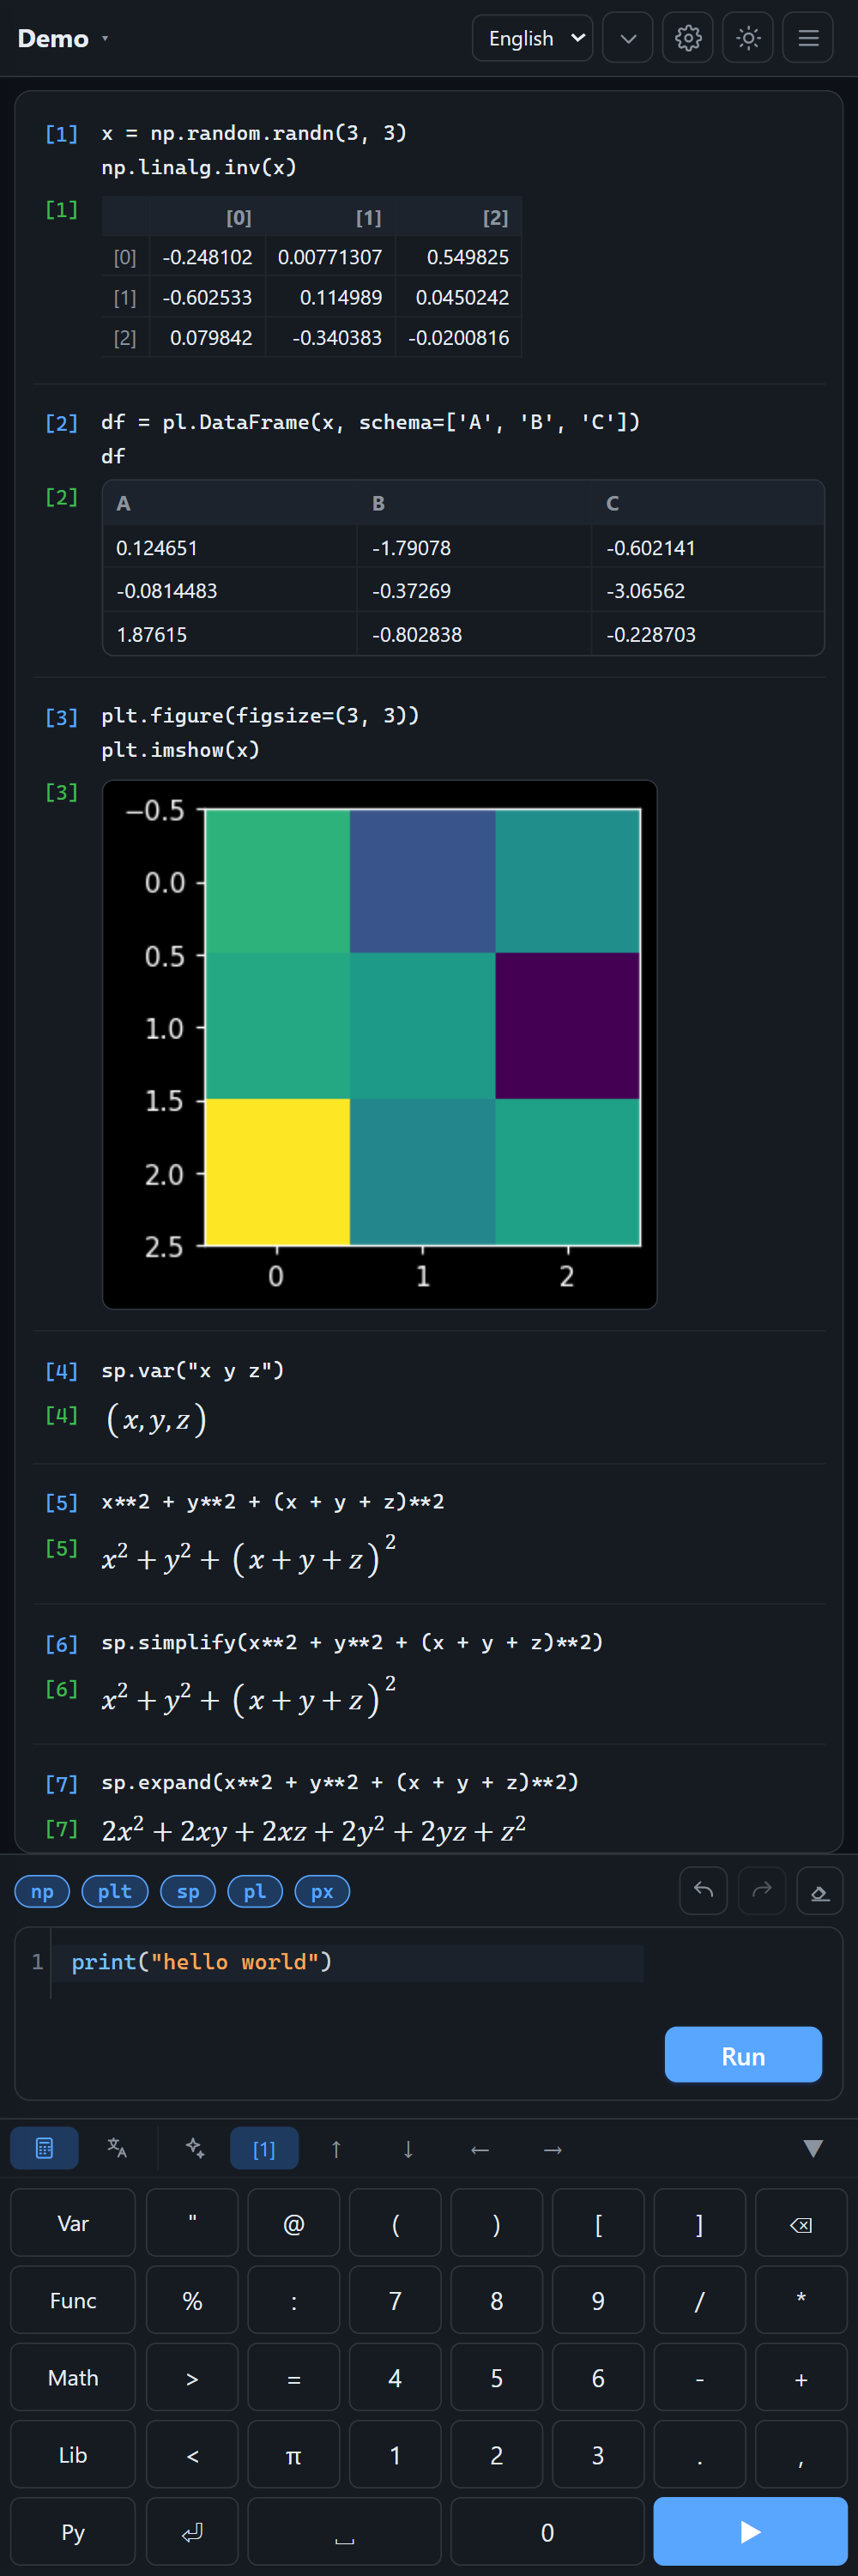 Demo
English
[1] x = np.random.randn(3, 3)
np.linalg.inv(x)
[1] [0] [1] [2]
[0] -0.248102 0.00771307 0.549825
[1] -0.602533 0.114989 0.0450242
[2] 0.079842 -0.340383 -0.0200816
[2] df = pl.DataFrame(x, schema=['A', 'B', 'C'])
df
[2] A B C
0.124651 -1.79078 -0.602141
-0.0814483 -0.37269 -3.06562
1.87615 -0.802838 -0.228703
[3] plt.figure(figsize=(3, 3))
plt.imshow(x)
[3]
−0.5
0.0
0.5
1.0
1.5
2.0
2.5
0 1 2
[4] sp.var("x y z")
[4] (x, y, z)
[5] x**2 + y**2 + (x + y + z)**2
[5] x² + y² + (x + y + z)²
[6] sp.simplify(x**2 + y**2 + (x + y + z)**2)
[6] x² + y² + (x + y + z)²
[7] sp.expand(x**2 + y**2 + (x + y + z)**2)
[7] 2x² + 2xy + 2xz + 2y² + 2yz + z²
np plt sp pl px
1 print("hello world")
Run
[1] ↑ ↓ ← → ▼
Var " @ ( ) [ ] ⌫
Func % : 7 8 9 / *
Math > = 4 5 6 - +
Lib < π 1 2 3 . ,
Py ⏎ ⎵ 0 ▶